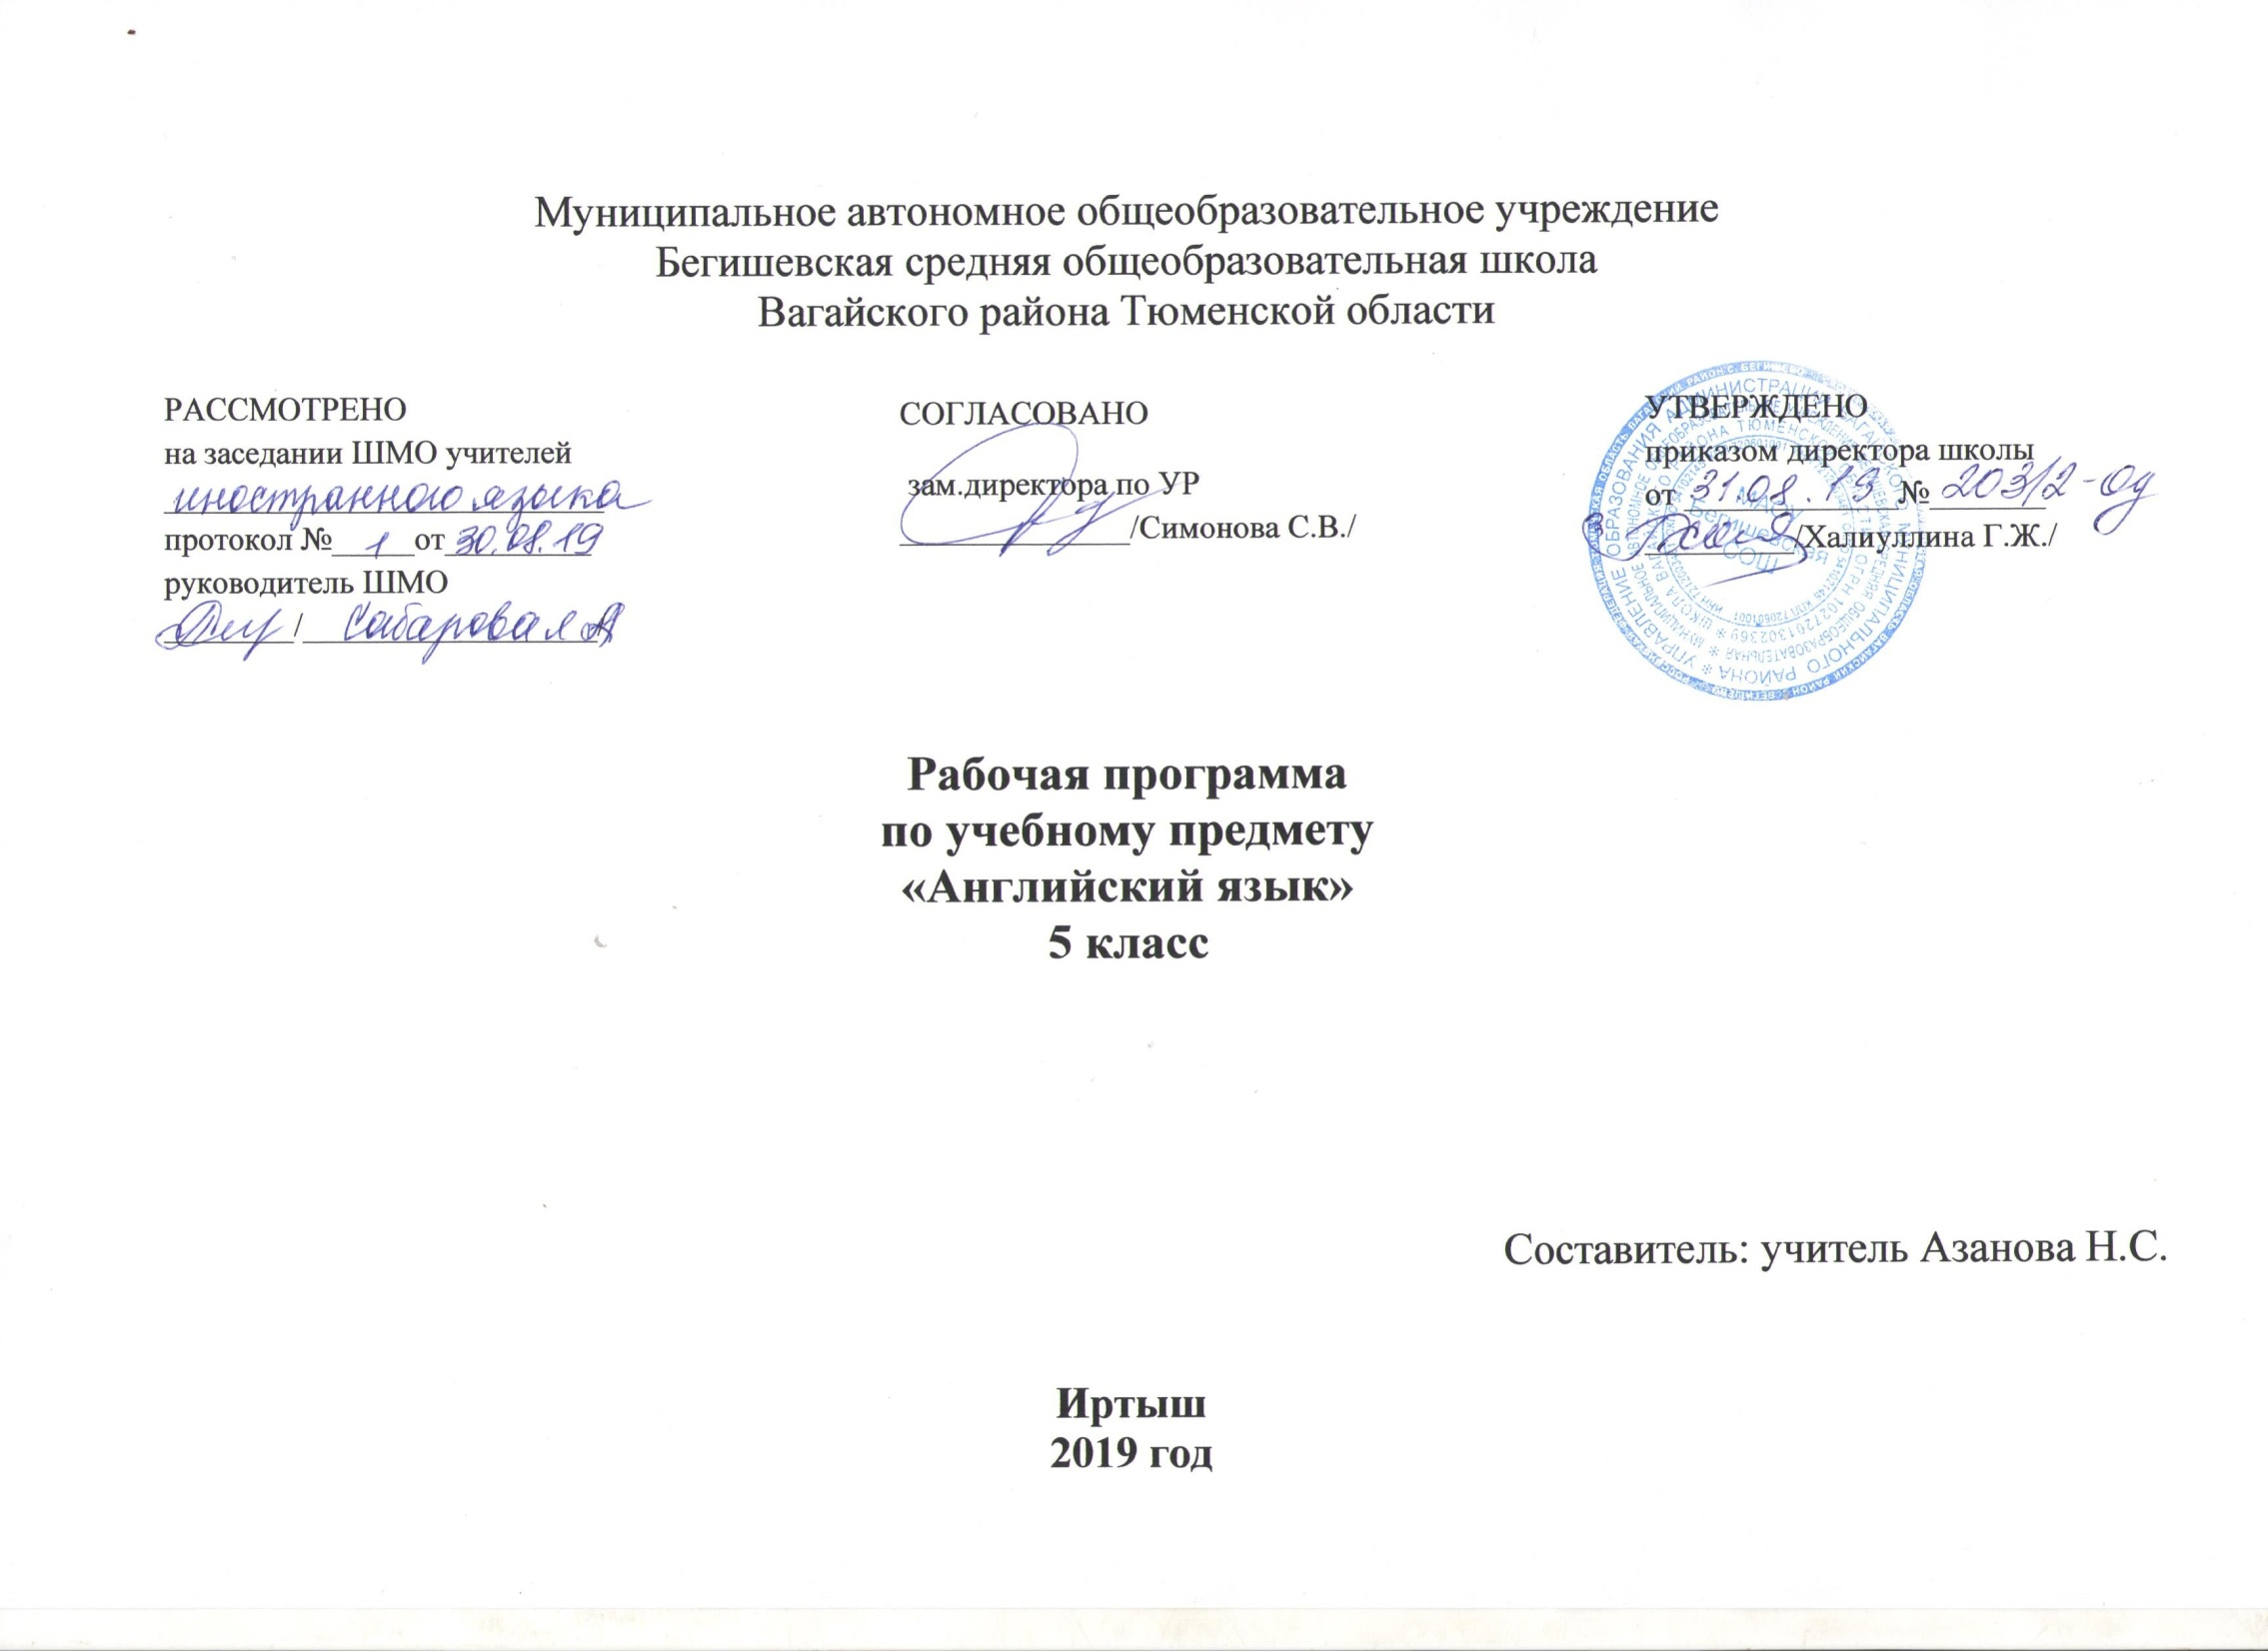 Муниципальное автономное общеобразовательное учреждение
Бегишевская средняя общеобразовательная школа
Вагайского района Тюменской области
РАССМОТРЕНО
на заседании ШМО учителей
иностранного языка
протокол № 1 от 30.08.19
руководитель ШМО
/ Сабарова Л А
СОГЛАСОВАНО
зам.директора по УР
/Симонова С.В./
УТВЕРЖДЕНО
приказом директора школы
от 31.08.19 № 203/2-од
/Халиуллина Г.Ж./
Бегишевская
СОШ
Рабочая программа
по учебному предмету
«Английский язык»
5 класс
Составитель: учитель Азанова Н.С.
Иртыш
2019 год